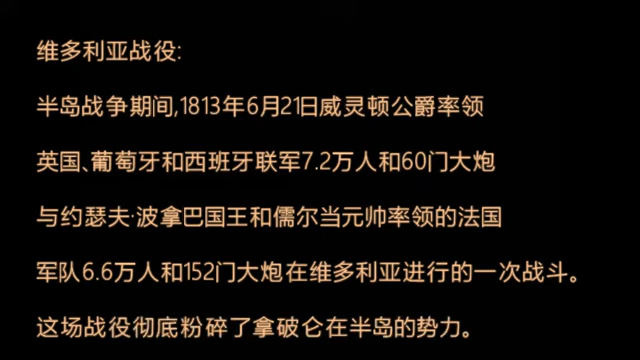 维多利亚战役:
半岛战争期间,1813年6月21日威灵顿公爵率领
英国、葡萄牙和西班牙联军7.2万人和60门大炮
与约瑟夫·波拿巴国王和儒尔当元帅率领的法国
军队6.6万人和152门大炮在维多利亚进行的一次战斗。
这场战役彻底粉碎了拿破仑在半岛的势力。